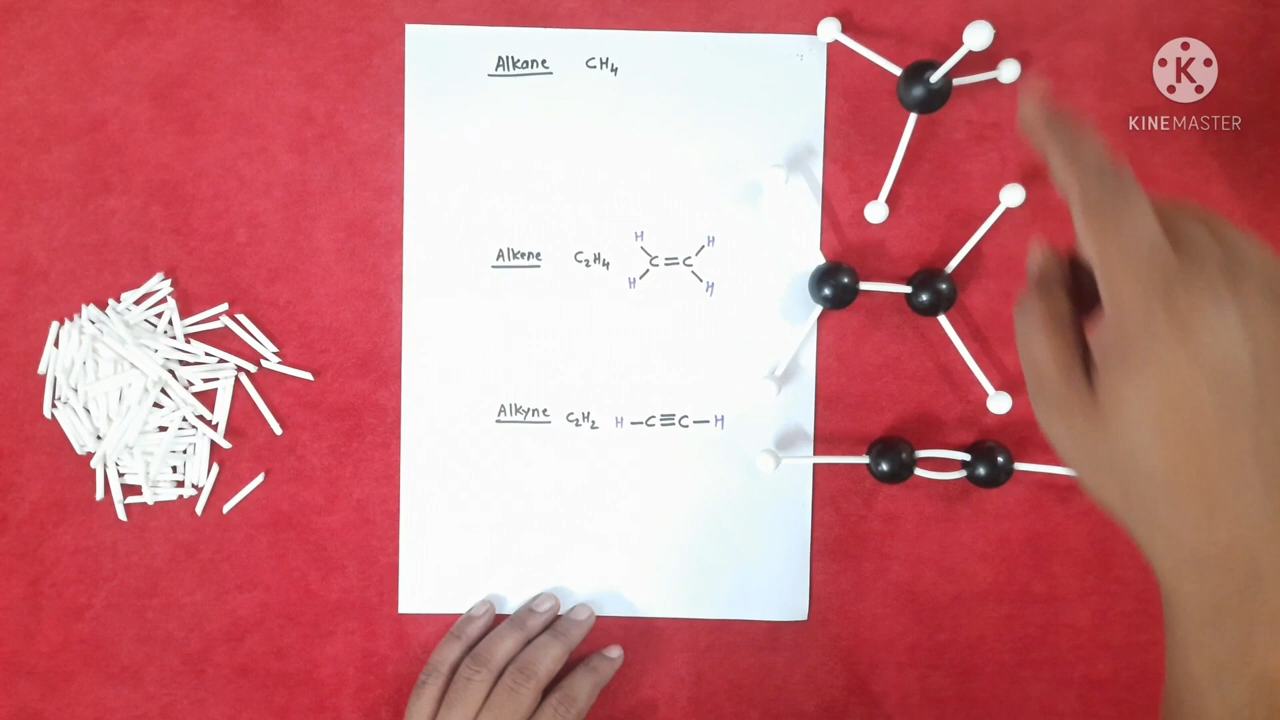 Alkane CH4
Alkene C2H4
H H
C=C
H H
Alkyne C2H2 H-C≡C-H
K
KINEMASTER